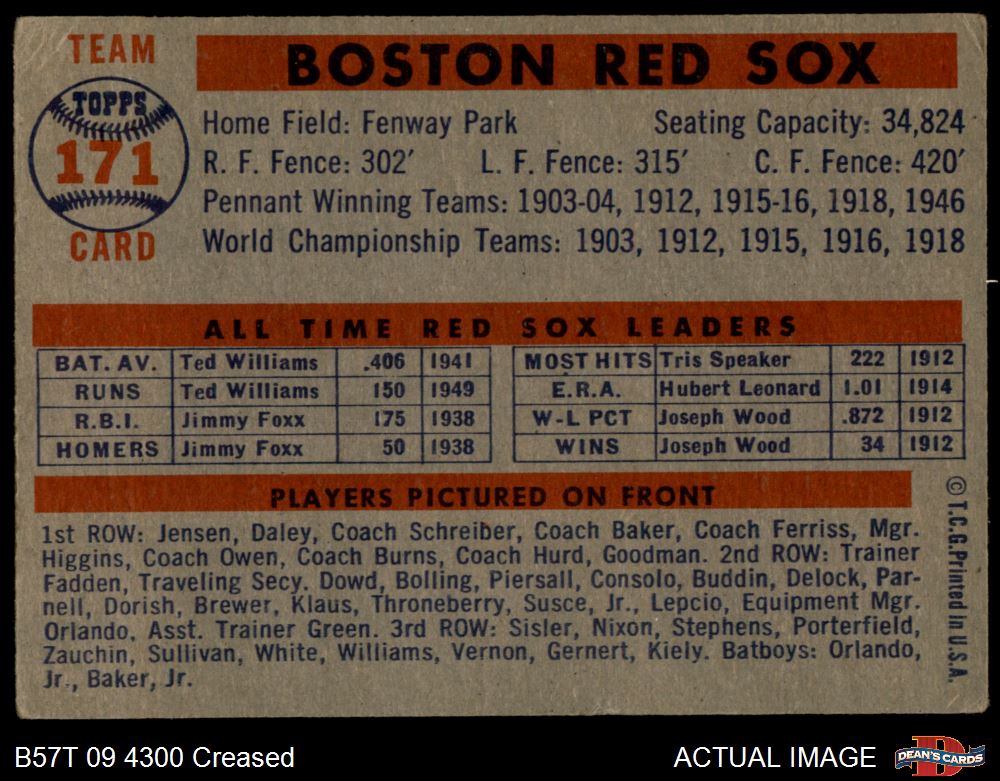 TEAM
BOSTON RED SOX
TOPPS
171
CARD
Home Field: Fenway Park Seating Capacity: 34,824
R. F. Fence: 302′ L. F. Fence: 315′ C. F. Fence: 420′
Pennant Winning Teams: 1903-04, 1912, 1915-16, 1918, 1946
World Championship Teams: 1903, 1912, 1915, 1916, 1918
ALL TIME RED SOX LEADERS
BAT. AV. Ted Williams .406 1941
RUNS Ted Williams 150 1949
R.B.I. Jimmy Foxx 175 1938
HOMERS Jimmy Foxx 50 1938
MOST HITS Tris Speaker 222 1912
E.R.A. Hubert Leonard 1.01 1914
W-L PCT Joseph Wood .872 1912
WINS Joseph Wood 34 1912
PLAYERS PICTURED ON FRONT
1st ROW: Jensen, Daley, Coach Schreiber, Coach Baker, Coach Ferriss, Mgr.
Higgins, Coach Owen, Coach Burns, Coach Hurd, Goodman. 2nd ROW: Trainer
Fadden, Traveling Secy. Dowd, Bolling, Piersall, Consolo, Buddin, Delock, Par-
nell, Dorish, Brewer, Klaus, Throneberry, Susce, Jr., Lepcio, Equipment Mgr.
Orlando, Asst. Trainer Green. 3rd ROW: Sisler, Nixon, Stephens, Porterfield,
Zauchin, Sullivan, White, Williams, Vernon, Gernert, Kiely. Batboys: Orlando,
Jr., Baker, Jr.
© T.C.G. Printed in U.S.A.
B57T 09 4300 Creased
ACTUAL IMAGE
D
DEAN'S CARDS